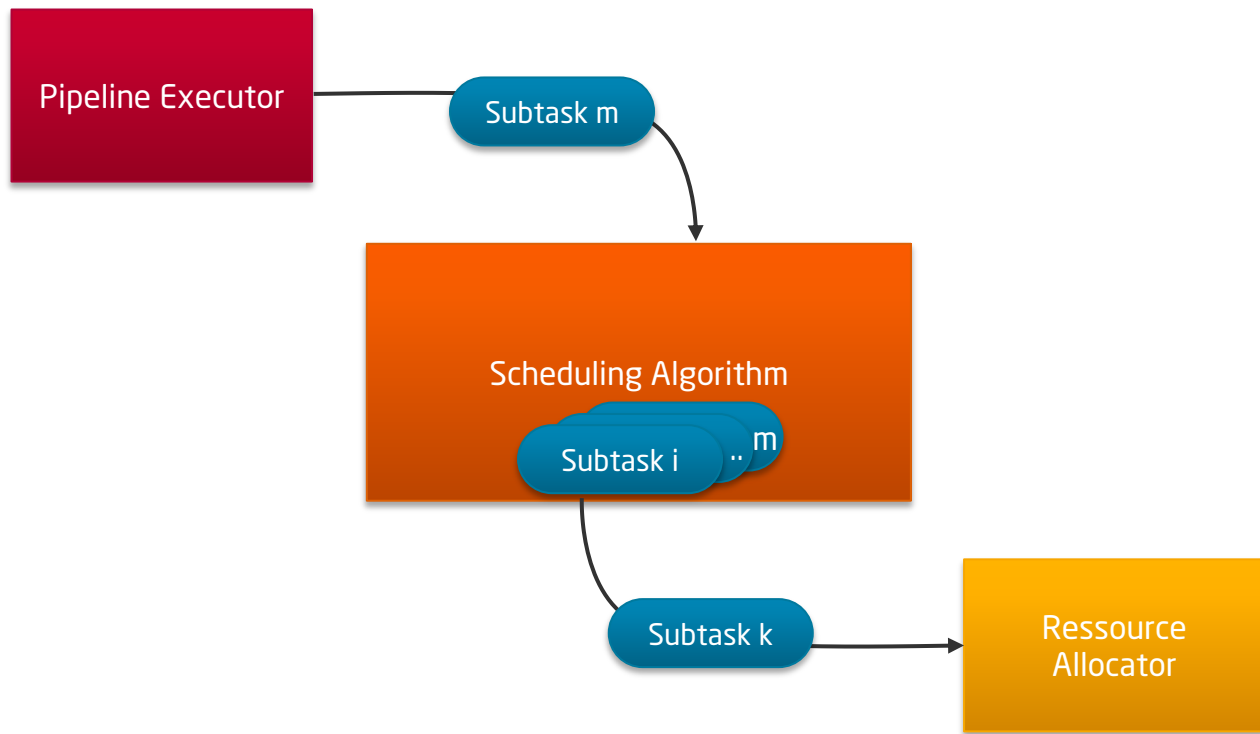 Pipeline Executor
Subtask m
Scheduling Algorithm
Subtask i
..
m
Subtask k
Ressource
Allocator